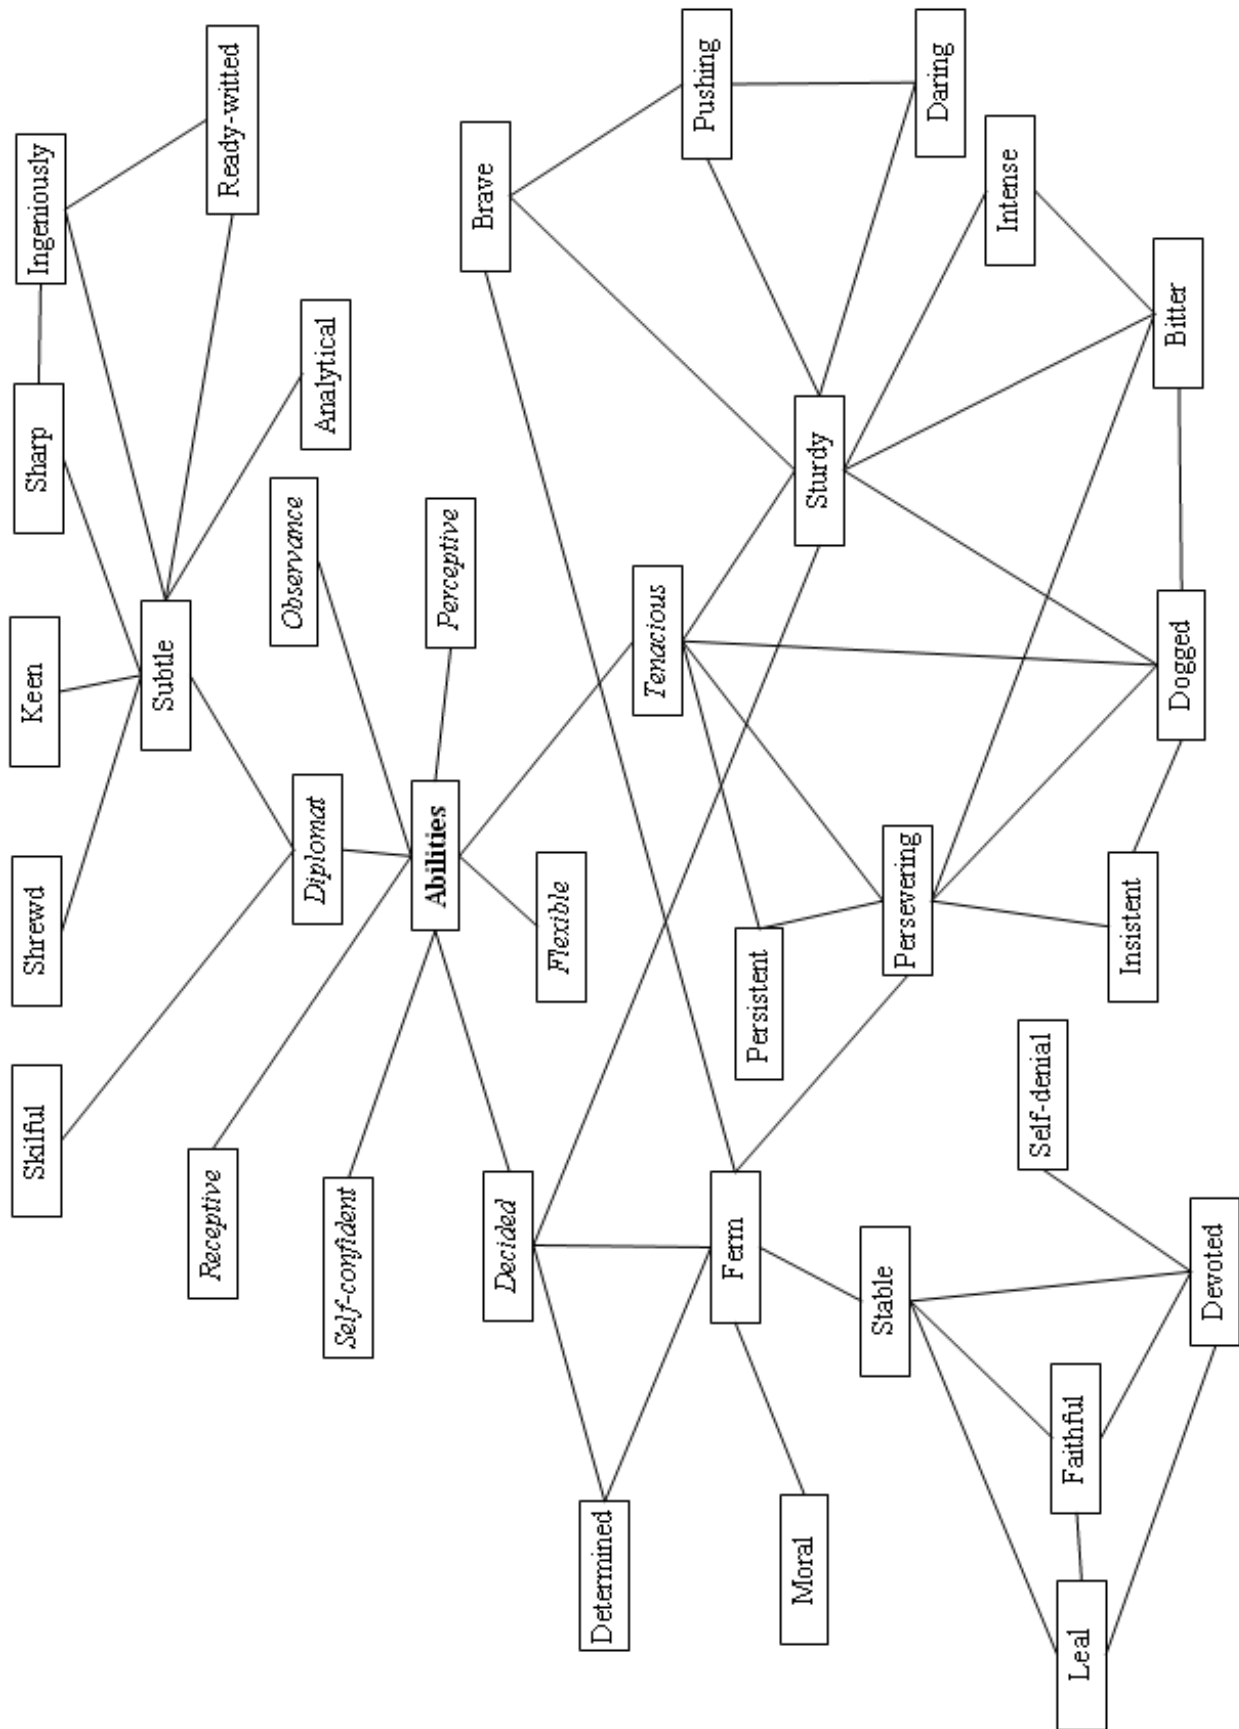 Skilful
Shrewd
Keen
Sharp
Ingeniously
Subtle
Ready-witted
Receptive
Diplomat
Observance
Analytical
Self-confident
Abilities
Perceptive
Decided
Flexible
Brave
Determined
Tenacious
Ferm
Persistent
Pushing
Moral
Sturdy
Stable
Persevering
Daring
Self-denial
Intense
Leal
Faithful
Insistent
Dogged
Bitter
Devoted